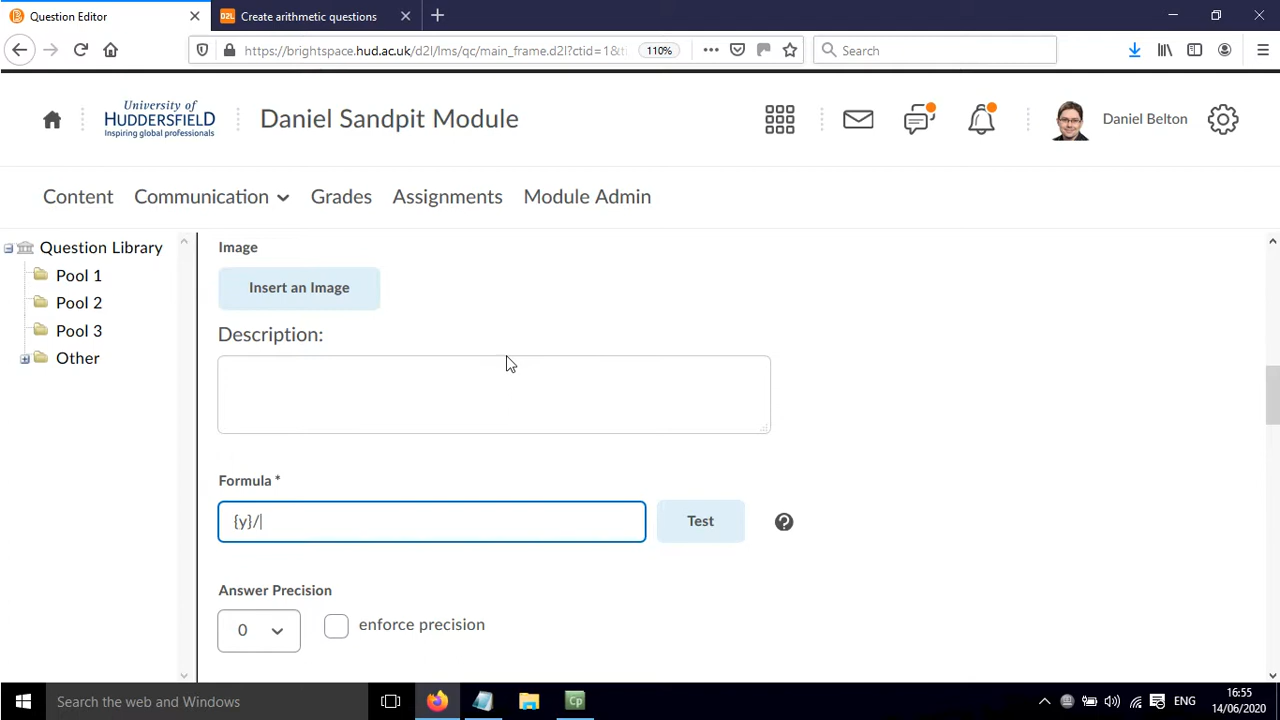 Question Editor
Create arithmetic questions
https://brightspace.hud.ac.uk/d2l/lms/qc/main_frame.d2l?ctid=1&
110%
Search
University of
HUDDERSFIELD
Inspiring global professionals
Daniel Sandpit Module
Daniel Belton
Content
Communication
Grades
Assignments
Module Admin
Question Library
Pool 1
Pool 2
Pool 3
Other
Image
Insert an Image
Description:
Formula *
{y}/
Test
Answer Precision
0
enforce precision
Search the web and Windows
Cp
ENG
16:55
14/06/2020